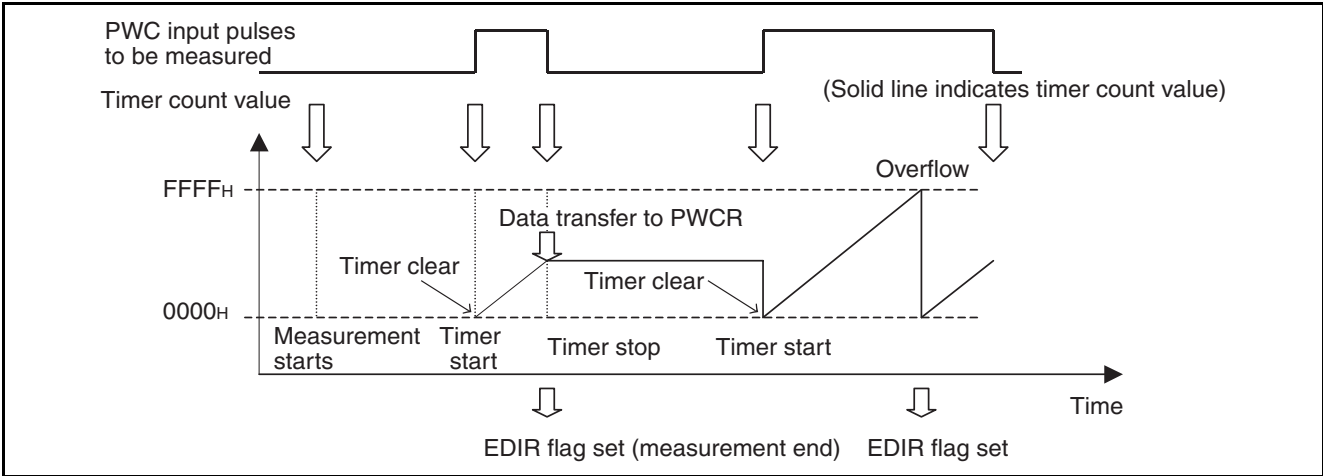 PWC input pulses
to be measured
(Solid line indicates timer count value)
Timer count value
Overflow
FFFFH
Data transfer to PWCR
Timer clear
Timer clear
0000H
Measurement
starts
Timer
start
Timer stop
Timer start
Time
EDIR flag set (measurement end)
EDIR flag set